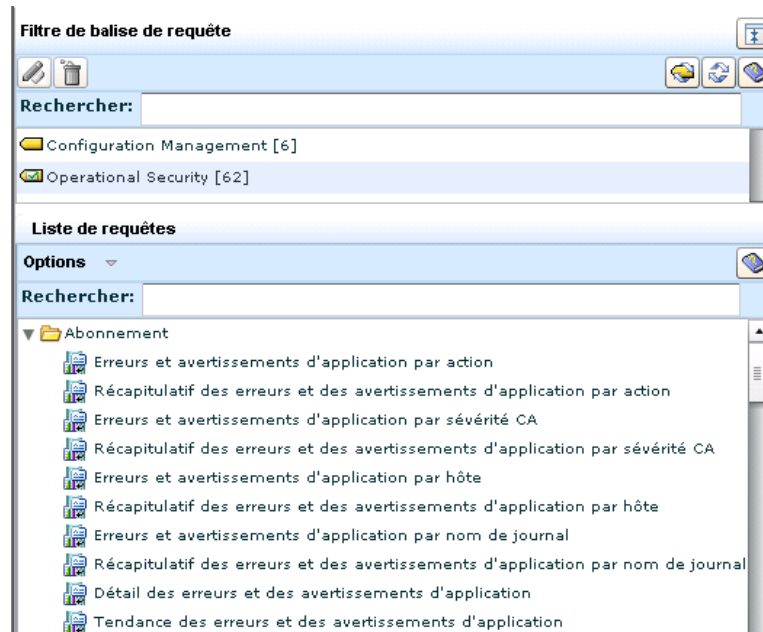 Filtre de balise de requête
Rechercher:
Configuration Management [6]
Operational Security [62]
Liste de requêtes
Options
Rechercher:
Abonnement
Erreurs et avertissements d'application par action
Récapitulatif des erreurs et des avertissements d'application par action
Erreurs et avertissements d'application par sévérité CA
Récapitulatif des erreurs et des avertissements d'application par sévérité CA
Erreurs et avertissements d'application par hôte
Récapitulatif des erreurs et des avertissements d'application par hôte
Erreurs et avertissements d'application par nom de journal
Récapitulatif des erreurs et des avertissements d'application par nom de journal
Détail des erreurs et des avertissements d'application
Tendance des erreurs et des avertissements d'application